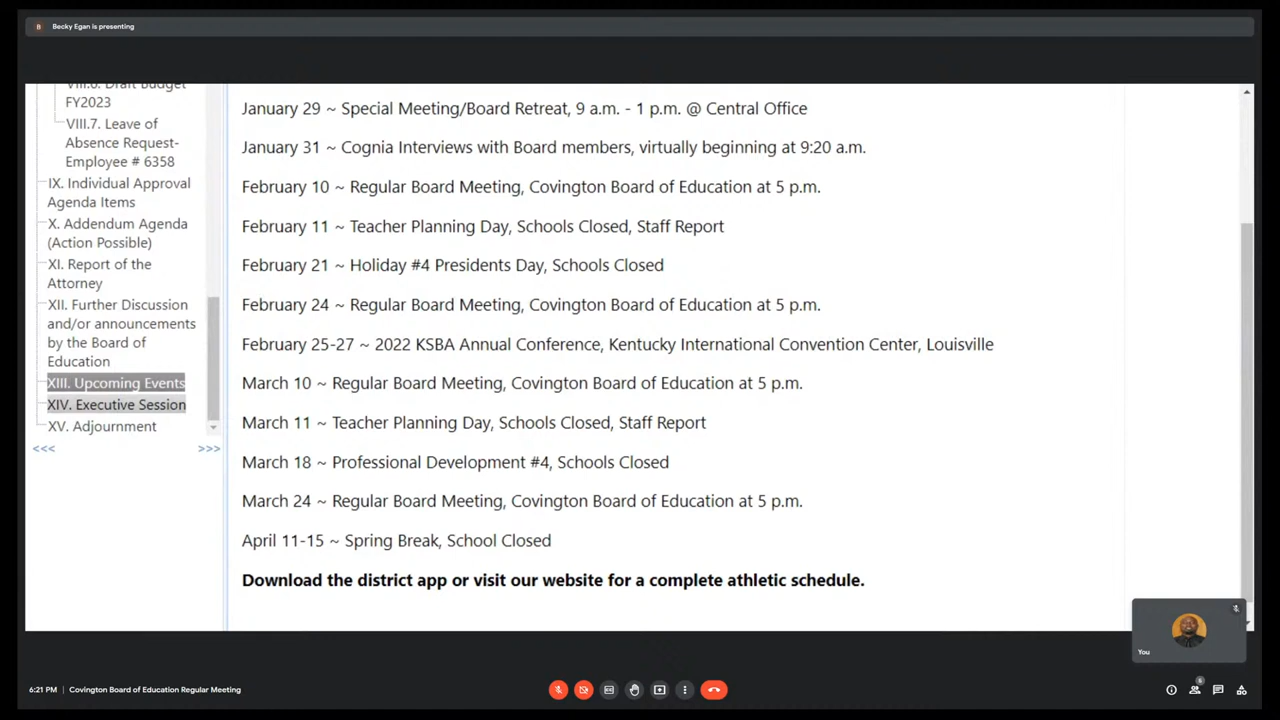 B Becky Egan is presenting
VIII.6. Draft Budget
FY2023
VIII.7. Leave of
Absence Request-
Employee # 6358
IX. Individual Approval
Agenda Items
X. Addendum Agenda
(Action Possible)
XI. Report of the
Attorney
XII. Further Discussion
and/or announcements
by the Board of
Education
XIII. Upcoming Events
XIV. Executive Session
XV. Adjournment
<<< >>>
January 29 ~ Special Meeting/Board Retreat, 9 a.m. - 1 p.m. @ Central Office
January 31 ~ Cognia Interviews with Board members, virtually beginning at 9:20 a.m.
February 10 ~ Regular Board Meeting, Covington Board of Education at 5 p.m.
February 11 ~ Teacher Planning Day, Schools Closed, Staff Report
February 21 ~ Holiday #4 Presidents Day, Schools Closed
February 24 ~ Regular Board Meeting, Covington Board of Education at 5 p.m.
February 25-27 ~ 2022 KSBA Annual Conference, Kentucky International Convention Center, Louisville
March 10 ~ Regular Board Meeting, Covington Board of Education at 5 p.m.
March 11 ~ Teacher Planning Day, Schools Closed, Staff Report
March 18 ~ Professional Development #4, Schools Closed
March 24 ~ Regular Board Meeting, Covington Board of Education at 5 p.m.
April 11-15 ~ Spring Break, School Closed
Download the district app or visit our website for a complete athletic schedule.
You
6:21 PM | Covington Board of Education Regular Meeting